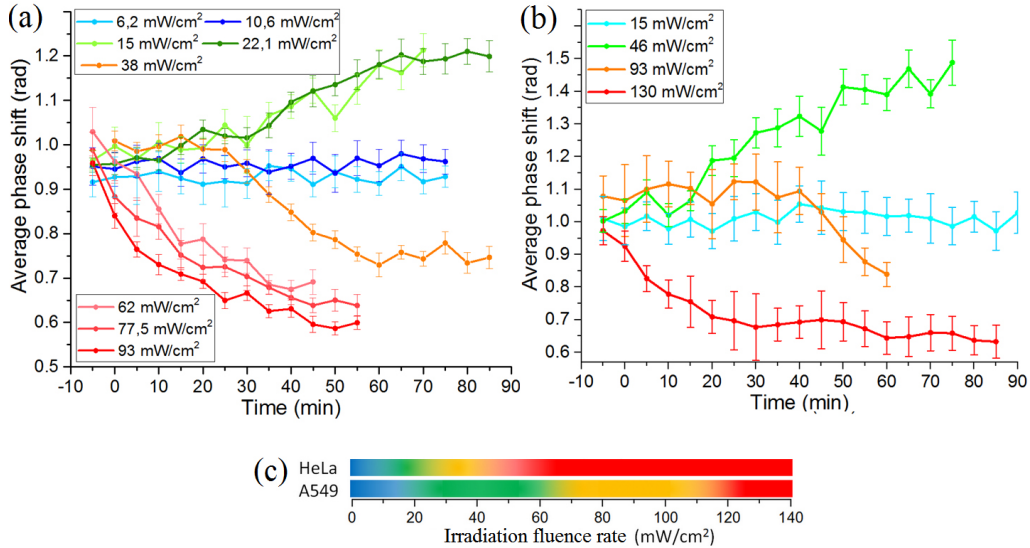 (a)
6,2 mW/cm² 10,6 mW/cm²
15 mW/cm² 22,1 mW/cm²
38 mW/cm²
1.3
1.2
1.1
1.0
0.9
0.8
0.7
0.6
0.5
Average phase shift (rad)
62 mW/cm²
77,5 mW/cm²
93 mW/cm²
-10 0 10 20 30 40 50 60 70 80 90
Time (min)
(b)
15 mW/cm²
46 mW/cm²
93 mW/cm²
130 mW/cm²
1.6
1.5
1.4
1.3
1.2
1.1
1.0
0.9
0.8
0.7
0.6
Average phase shift (rad)
-10 0 10 20 30 40 50 60 70 80 90
Time (min)
(c)
HeLa
A549
0 20 40 60 80 100 120 140
Irradiation fluence rate (mW/cm²)